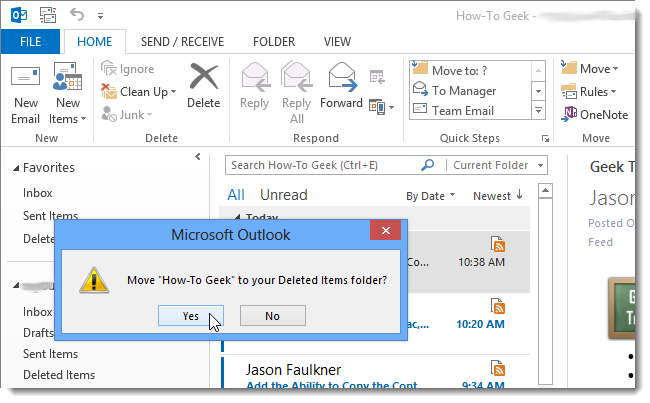 How-To Geek -
FILE HOME SEND / RECEIVE FOLDER VIEW
New Email
New Items
Ignore
Clean Up
Junk
Delete
Reply
Reply All
Forward
Move to: ?
To Manager
Team Email
Move
Rules
OneNote
New Delete Respond Quick Steps Move
Favorites
Inbox
Sent Items
Dele
Search How-To Geek (Ctrl+E) Current Folder
All Unread By Date Newest
Today
Co... 10:38 AM
ac,... 10:20 AM
Jason Faulkner
Add the Ability to Copy the Cont... 9:34 AM
Microsoft Outlook
Move "How-To Geek" to your Deleted Items folder?
Yes No
Inbox
Drafts
Sent Items
Deleted Items
Geek T
Jason
Posted O
Feed
G
T